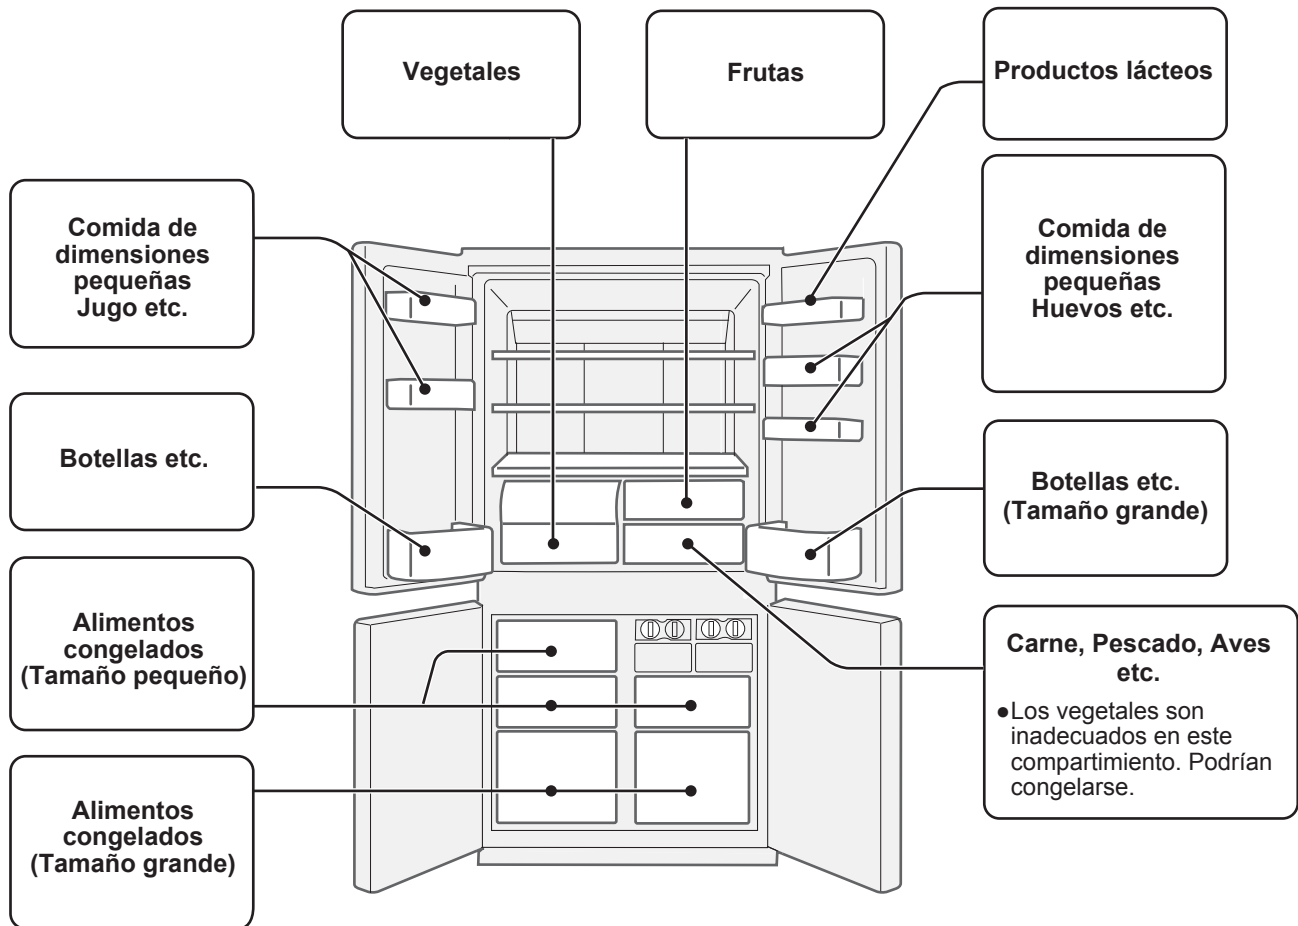 Vegetales
Frutas
Productos lácteos
Comida de
dimensiones
pequeñas
Jugo etc.
Comida de
dimensiones
pequeñas
Huevos etc.
Botellas etc.
Botellas etc.
(Tamaño grande)
Alimentos
congelados
(Tamaño pequeño)
Carne, Pescado, Aves
etc.
●Los vegetales son
inadecuados en este
compartimiento. Podrían
congelarse.
Alimentos
congelados
(Tamaño grande)